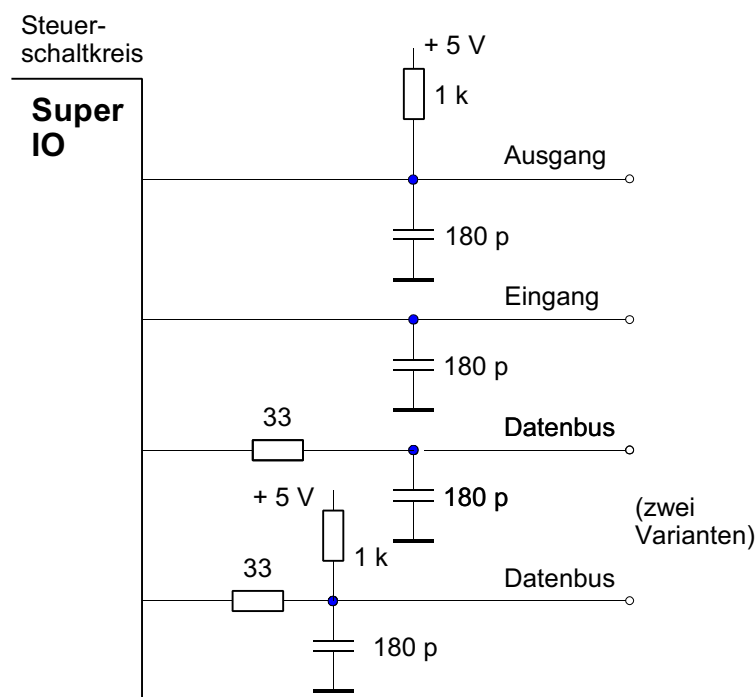 Steuer-
schaltkreis
Super
IO
+ 5 V
1 k
Ausgang
180 p
Eingang
180 p
33
Datenbus
180 p
+ 5 V
(zwei
Varianten)
1 k
33
Datenbus
180 p